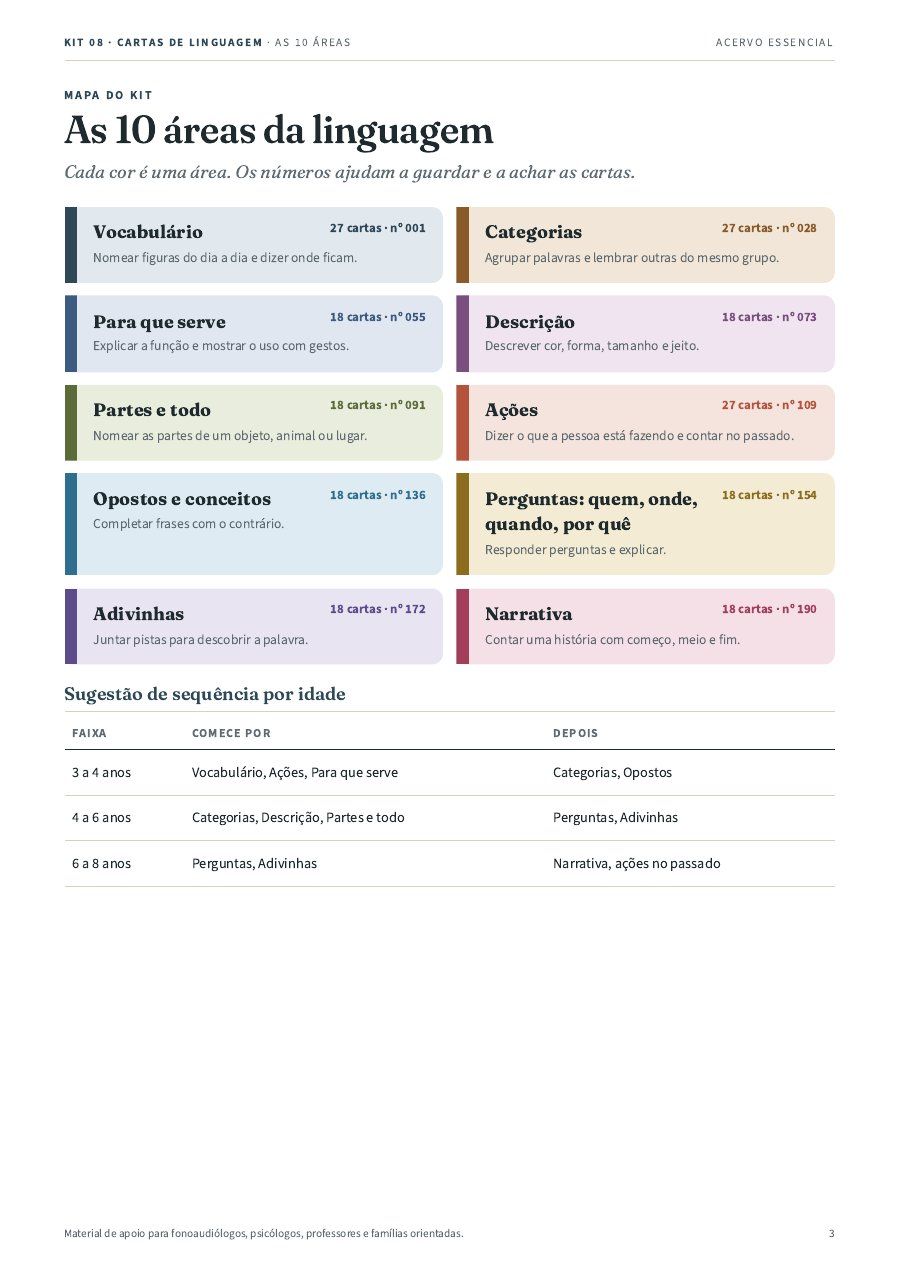 KIT 08 · CARTAS DE LINGUAGEM · AS 10 ÁREAS
ACERVO ESSENCIAL
MAPA DO KIT
As 10 áreas da linguagem
Cada cor é uma área. Os números ajudam a guardar e a achar as cartas.
Vocabulário
27 cartas · nº 001
Nomear figuras do dia a dia e dizer onde ficam.
Categorias
27 cartas · nº 028
Agrupar palavras e lembrar outras do mesmo grupo.
Para que serve
18 cartas · nº 055
Explicar a função e mostrar o uso com gestos.
Descrição
18 cartas · nº 073
Descrever cor, forma, tamanho e jeito.
Partes e todo
18 cartas · nº 091
Nomear as partes de um objeto, animal ou lugar.
Ações
27 cartas · nº 109
Dizer o que a pessoa está fazendo e contar no passado.
Opostos e conceitos
18 cartas · nº 136
Completar frases com o contrário.
Perguntas: quem, onde,
quando, por quê
18 cartas · nº 154
Responder perguntas e explicar.
Adivinhas
18 cartas · nº 172
Juntar pistas para descobrir a palavra.
Narrativa
18 cartas · nº 190
Contar uma história com começo, meio e fim.
Sugestão de sequência por idade
FAIXA COMECE POR DEPOIS
3 a 4 anos Vocabulário, Ações, Para que serve Categorias, Opostos
4 a 6 anos Categorias, Descrição, Partes e todo Perguntas, Adivinhas
6 a 8 anos Perguntas, Adivinhas Narrativa, ações no passado
Material de apoio para fonoaudiólogos, psicólogos, professores e famílias orientadas.
3